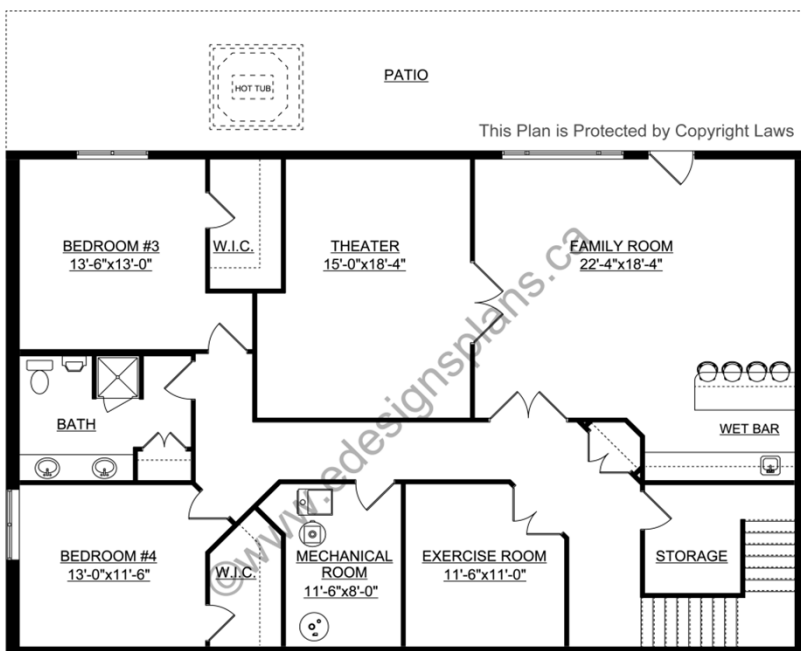 PATIO
HOT TUB
This Plan is Protected by Copyright Laws
BEDROOM #3
13'-6"x13'-0"
W.I.C.
THEATER
15'-0"x18'-4"
FAMILY ROOM
22'-4"x18'-4"
BATH
WET BAR
BEDROOM #4
13'-0"x11'-6"
W.I.C.
MECHANICAL
ROOM
11'-6"x8'-0"
EXERCISE ROOM
11'-6"x11'-0"
STORAGE
©www.edesignsplans.ca